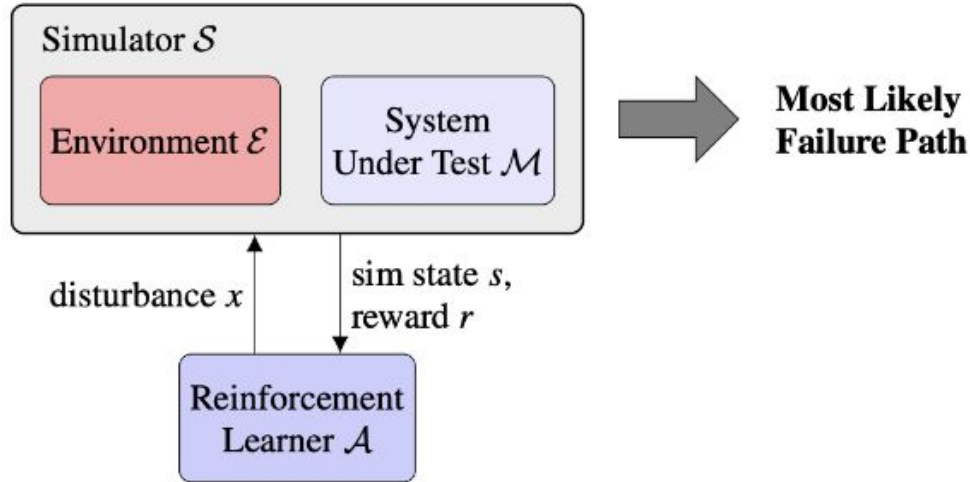 Simulator 𝒮
Environment ℰ
System
Under Test ℳ
Most Likely
Failure Path
disturbance x
sim state s,
reward r
Reinforcement
Learner 𝒜